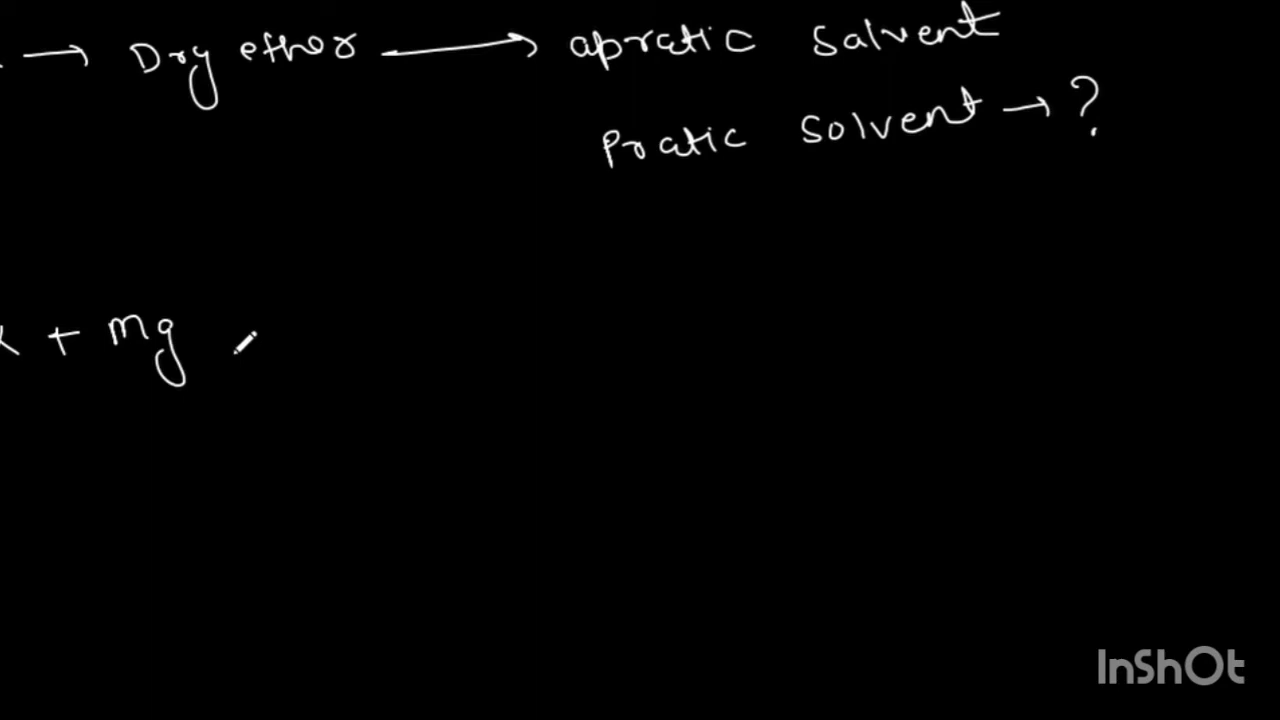 → Dry ether → apratic Salvent
Pratic Solvent → ?
+ Mg
InShOt